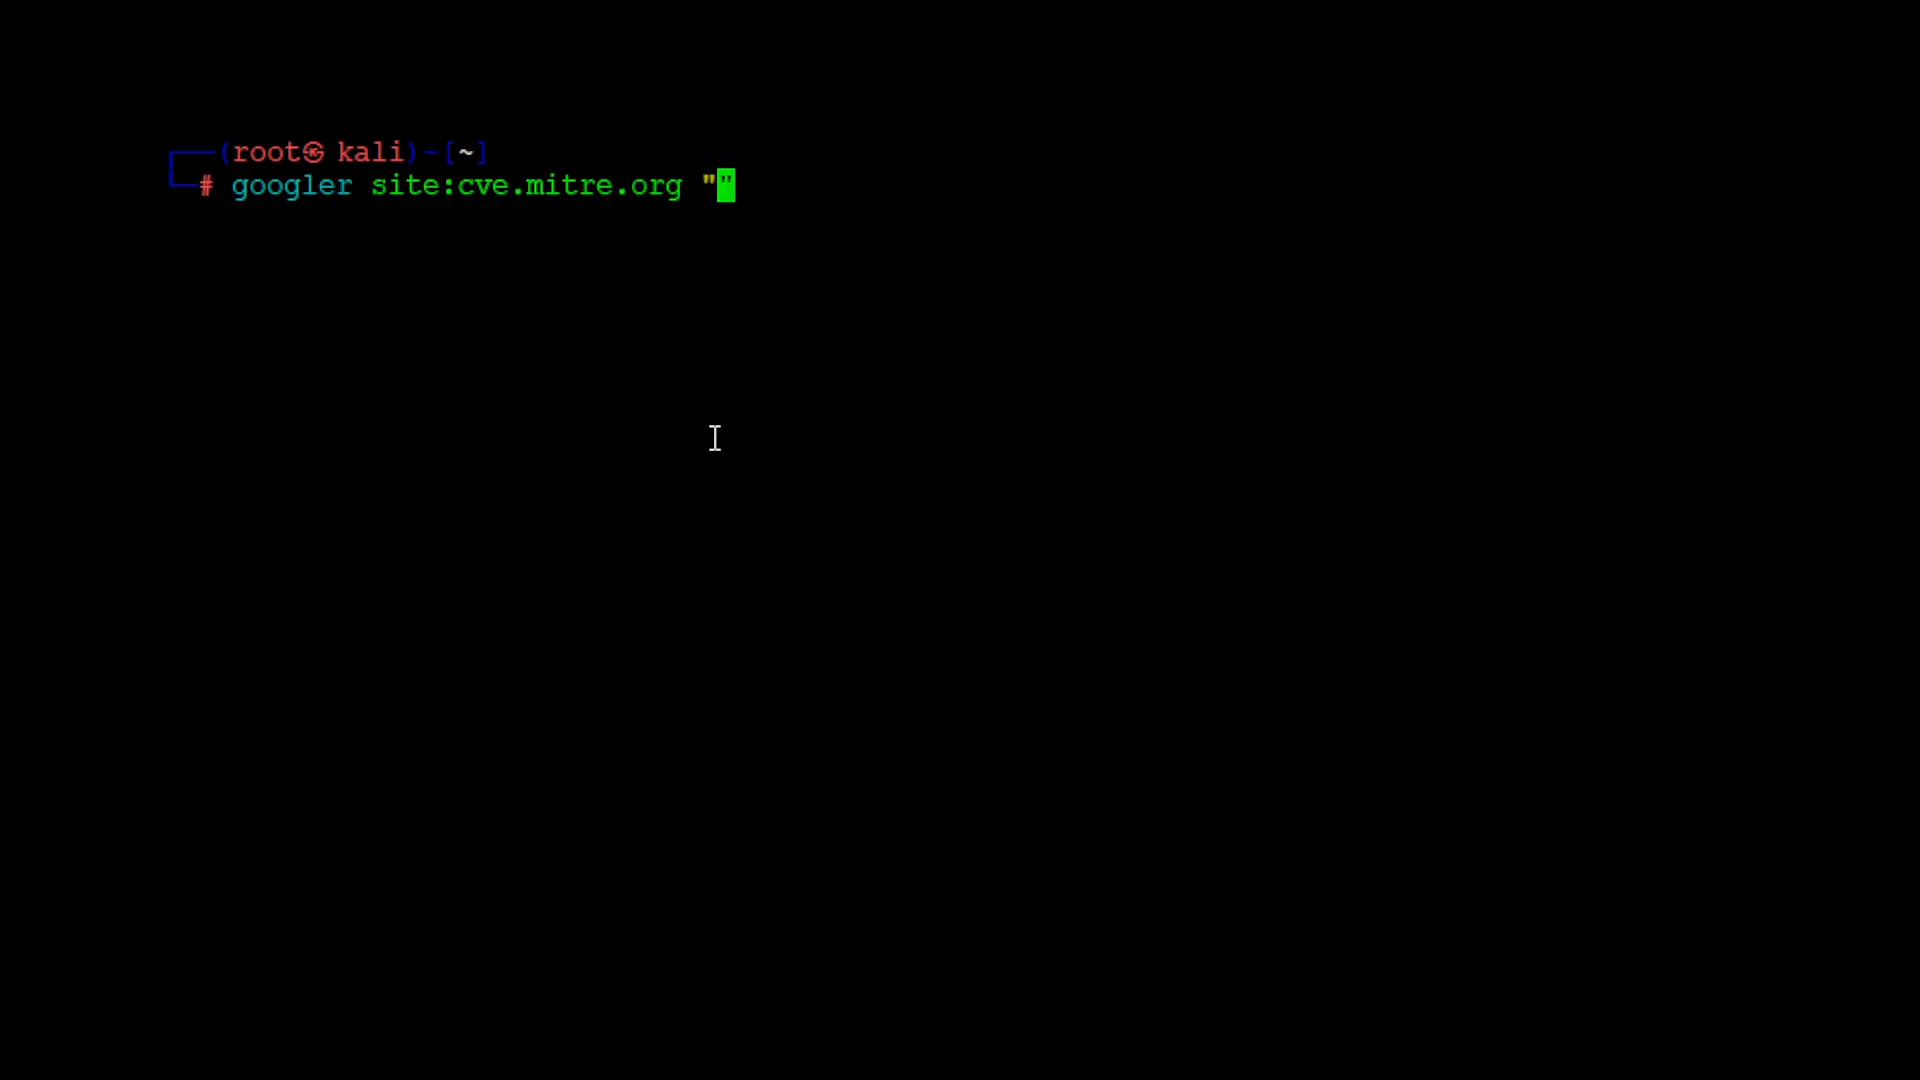 ┌──(root㉿kali)-[~]
└─# googler site:cve.mitre.org ""